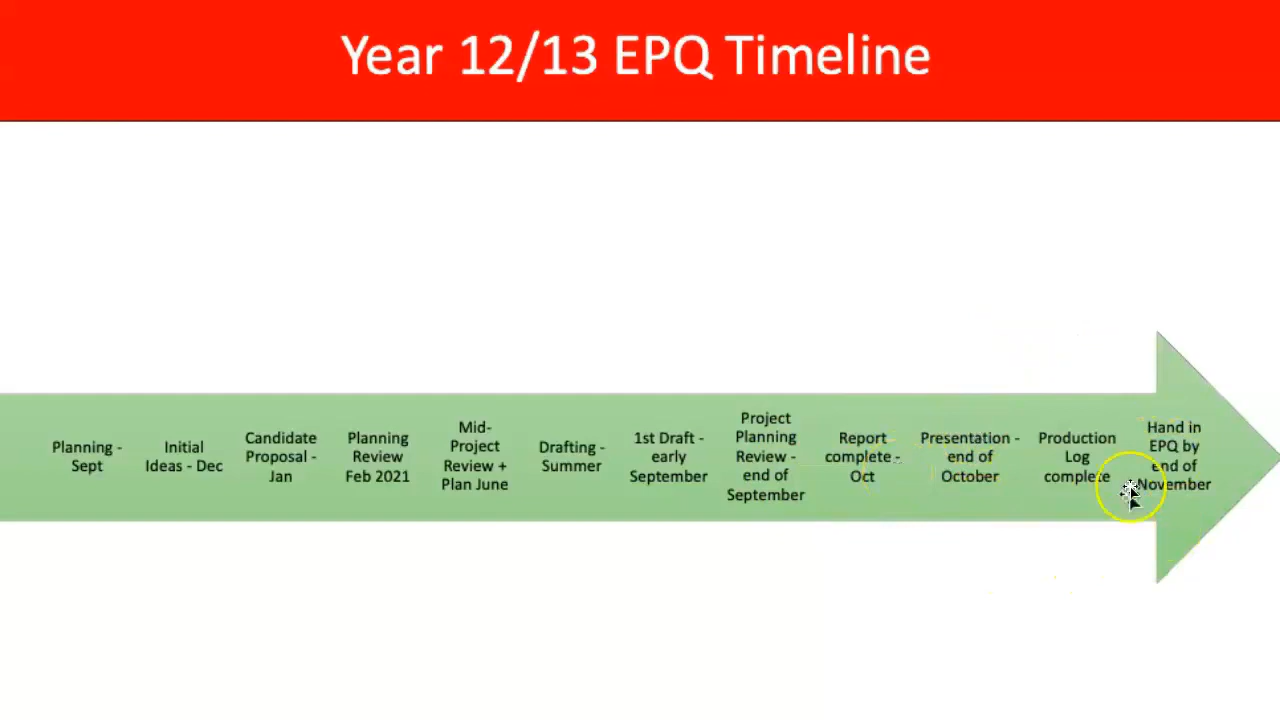 Year 12/13 EPQ Timeline
Planning -
Sept
Initial
Ideas - Dec
Candidate
Proposal -
Jan
Planning
Review
Feb 2021
Mid-
Project
Review +
Plan June
Drafting -
Summer
1st Draft -
early
September
Project
Planning
Review -
end of
September
Report
complete -
Oct
Presentation -
end of
October
Production
Log
complete
Hand in
EPQ by
end of
November